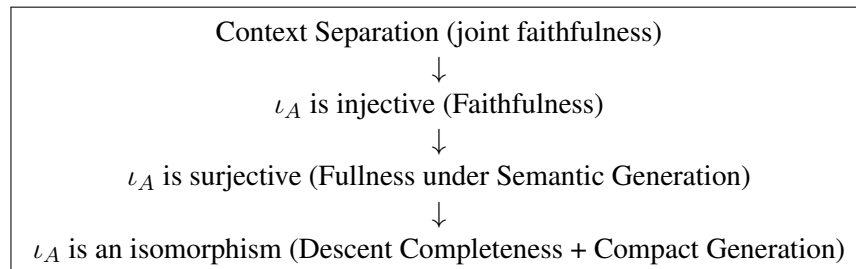 Context Separation (joint faithfulness)
↓
ι_A is injective (Faithfulness)
↓
ι_A is surjective (Fullness under Semantic Generation)
↓
ι_A is an isomorphism (Descent Completeness + Compact Generation)